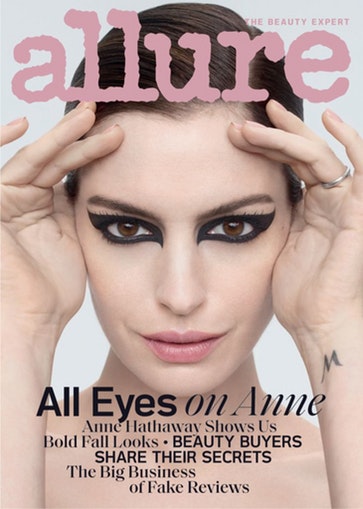 THE BEAUTY EXPERT
allure
All Eyes on Anne
Anne Hathaway Shows Us
Bold Fall Looks • BEAUTY BUYERS
SHARE THEIR SECRETS
The Big Business
of Fake Reviews
M